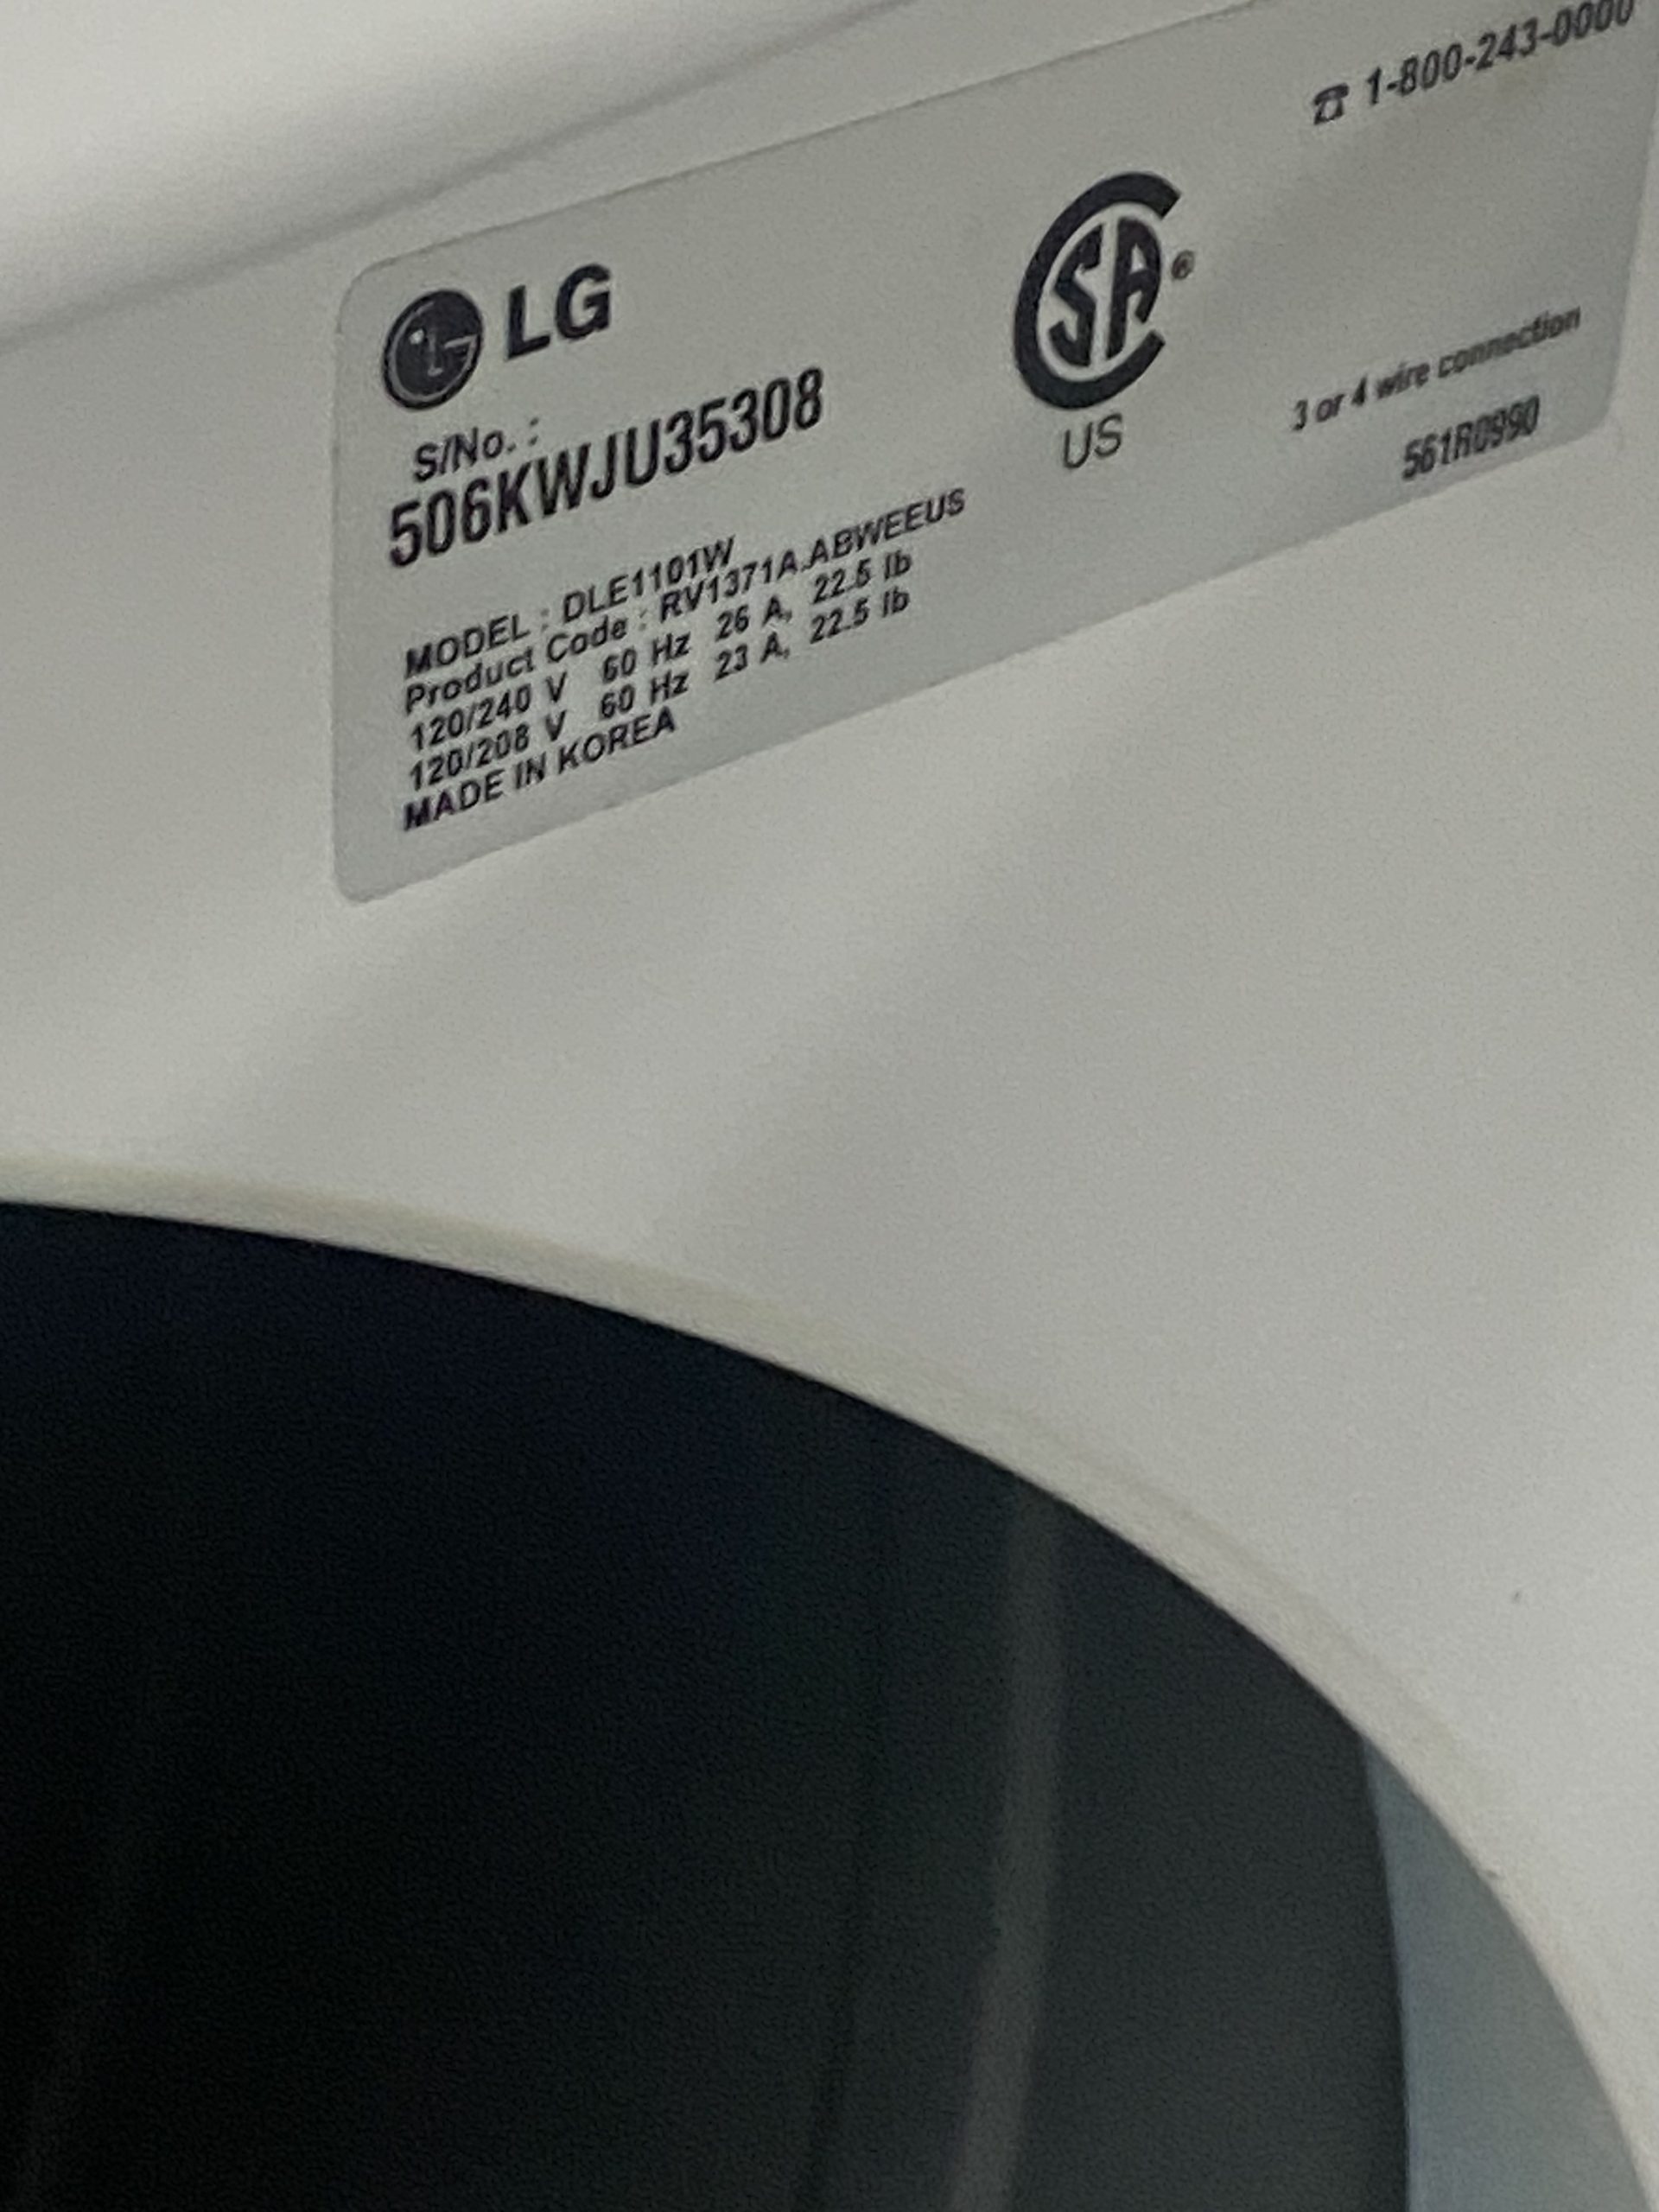 ☎ 1-800-243-0000
LG
S/No. :
506KWJU35308
CSA®
US
MODEL : DLE1101W
Product Code : RV1371A.ABWEEUS
120/240 V 60 Hz 26 A, 22.5 lb
120/208 V 60 Hz 23 A, 22.5 lb
MADE IN KOREA
3 or 4 wire connection
561R0990